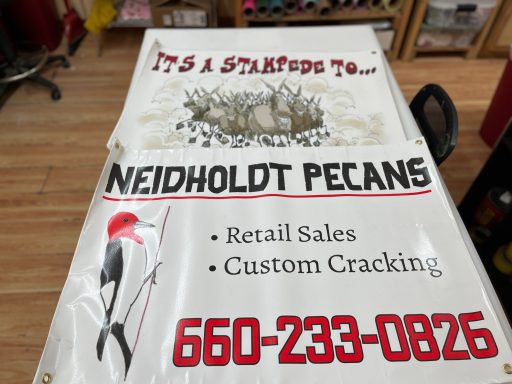 IT'S A STAMPEDE TO...
NEIDHOLDT PECANS
• Retail Sales
• Custom Cracking
660-233-0826